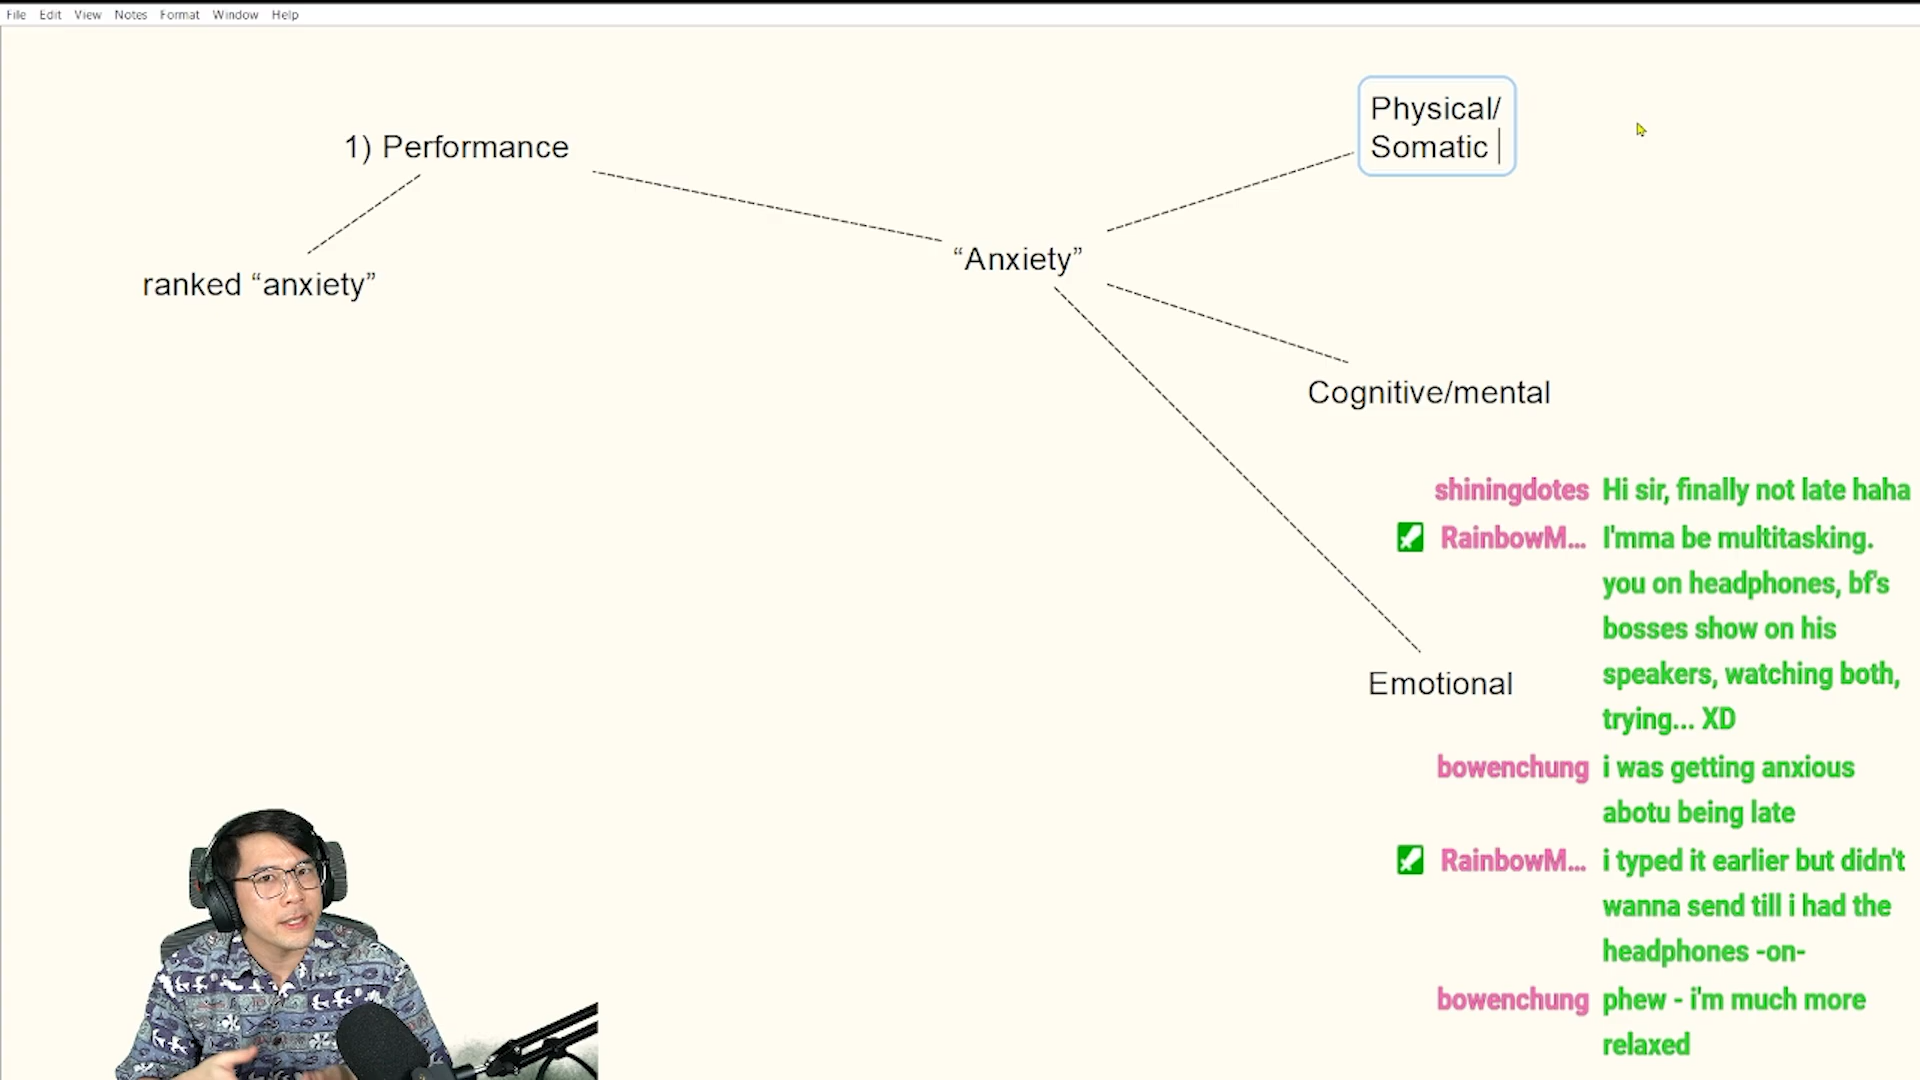 File Edit View Notes Format Window Help
1) Performance
ranked “anxiety”
“Anxiety”
Physical/
Somatic
Cognitive/mental
Emotional
shiningdotes Hi sir, finally not late haha
RainbowM... I'mma be multitasking.
you on headphones, bf's
bosses show on his
speakers, watching both,
trying... XD
bowenchung i was getting anxious
abotu being late
RainbowM... i typed it earlier but didn't
wanna send till i had the
headphones -on-
bowenchung phew - i'm much more
relaxed